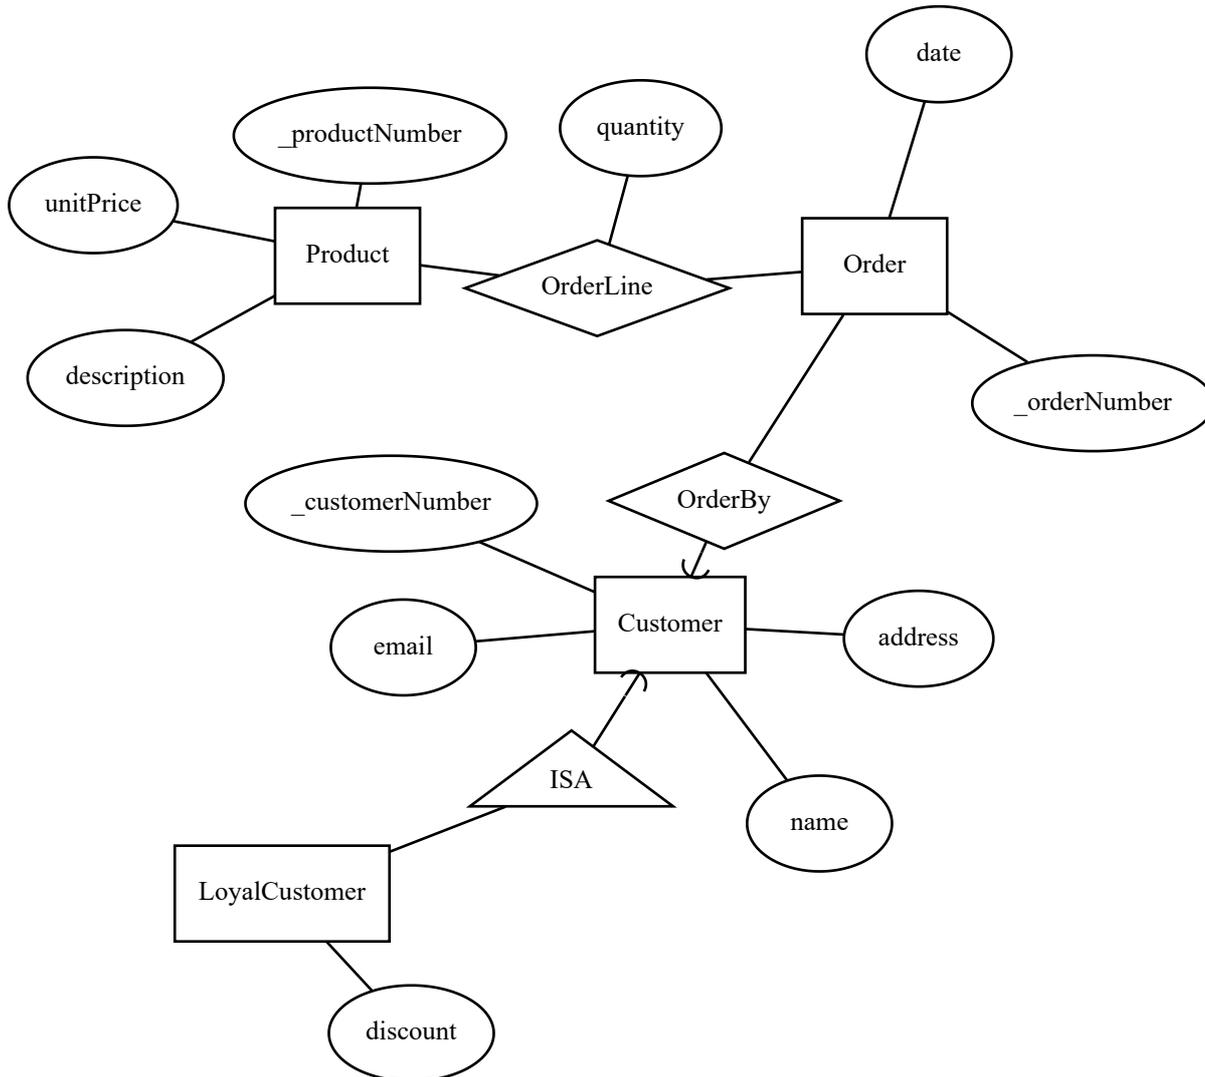 date
quantity
_productNumber
unitPrice
Product
Order
OrderLine
description
_orderNumber
_customerNumber
OrderBy
Customer
address
email
ISA
name
LoyalCustomer
discount